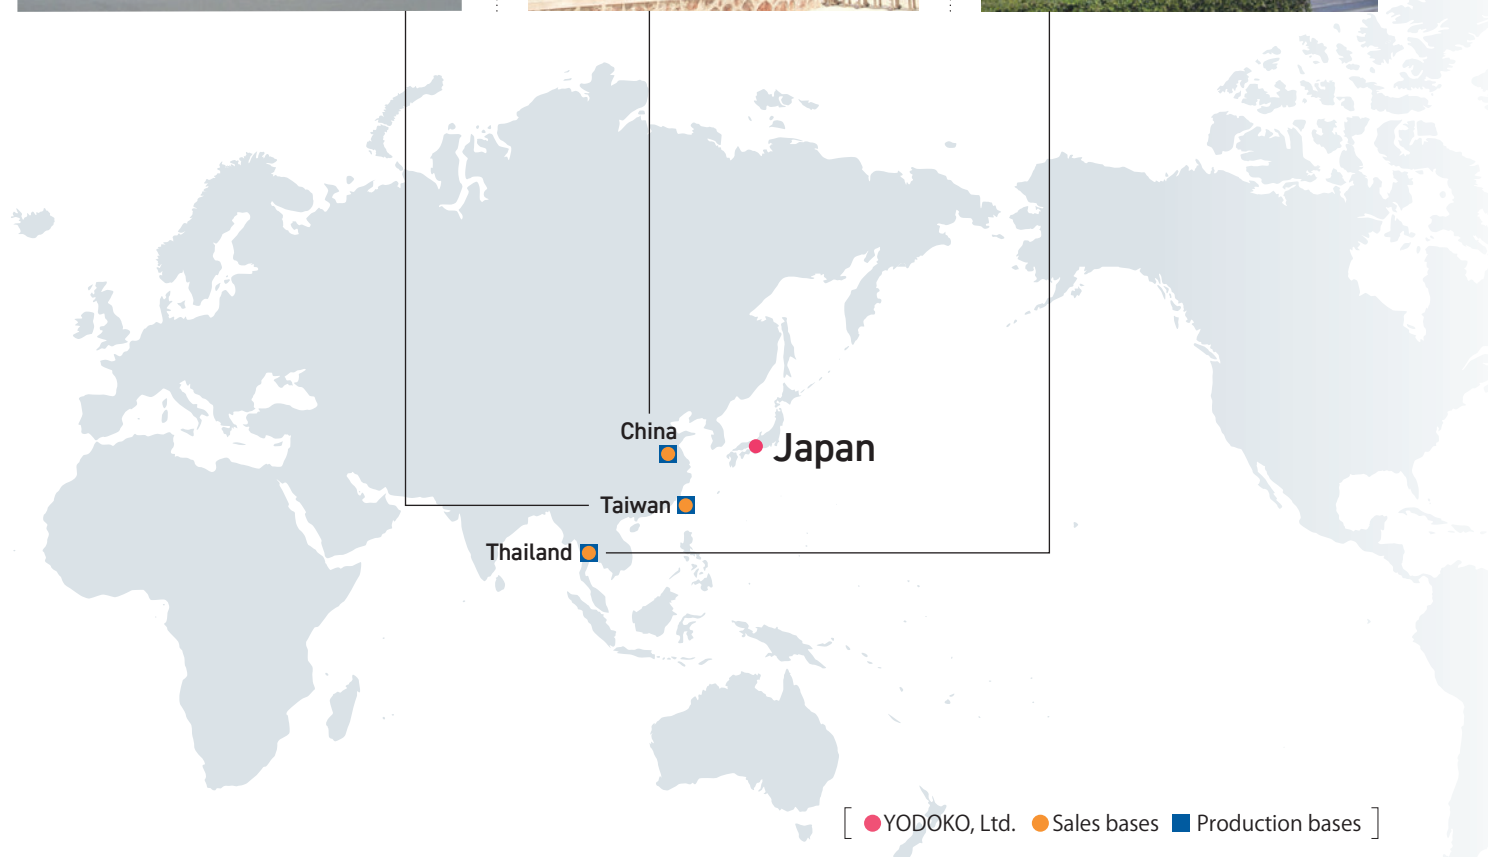 China
Japan
Taiwan
Thailand
[ ●YODOKO, Ltd. ●Sales bases ■Production bases ]